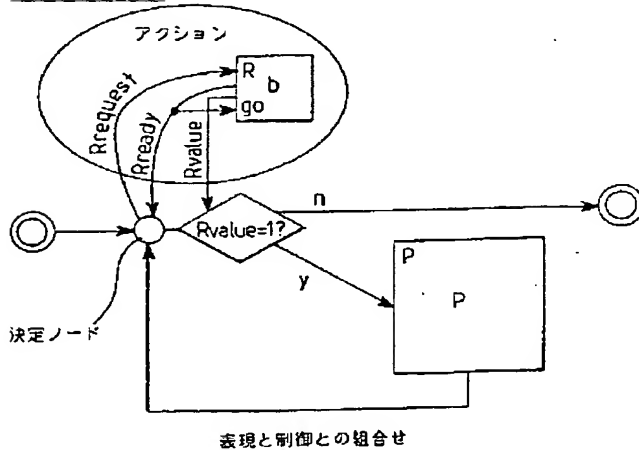 アクション
R
b
go
Rrequest
Rready
Rvalue
Rvalue=1?
n
y
P
P
決定ノード
表現と制御との組合せ